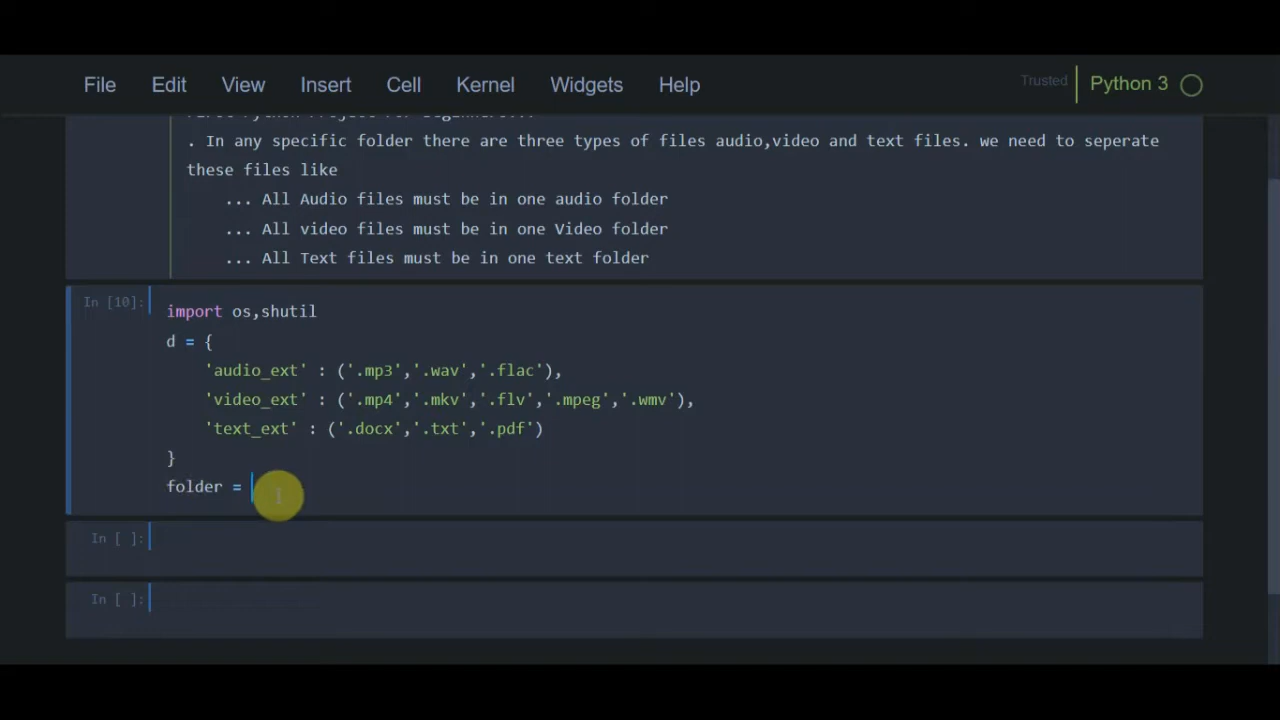 File Edit View Insert Cell Kernel Widgets Help Trusted Python 3
. In any specific folder there are three types of files audio,video and text files. we need to seperate
these files like
... All Audio files must be in one audio folder
... All video files must be in one Video folder
... All Text files must be in one text folder
In [10]:
import os,shutil
d = {
'audio_ext' : ('.mp3','.wav','.flac'),
'video_ext' : ('.mp4','.mkv','.flv','.mpeg','.wmv'),
'text_ext' : ('.docx','.txt','.pdf')
}
folder =
In [ ]:
In [ ]: